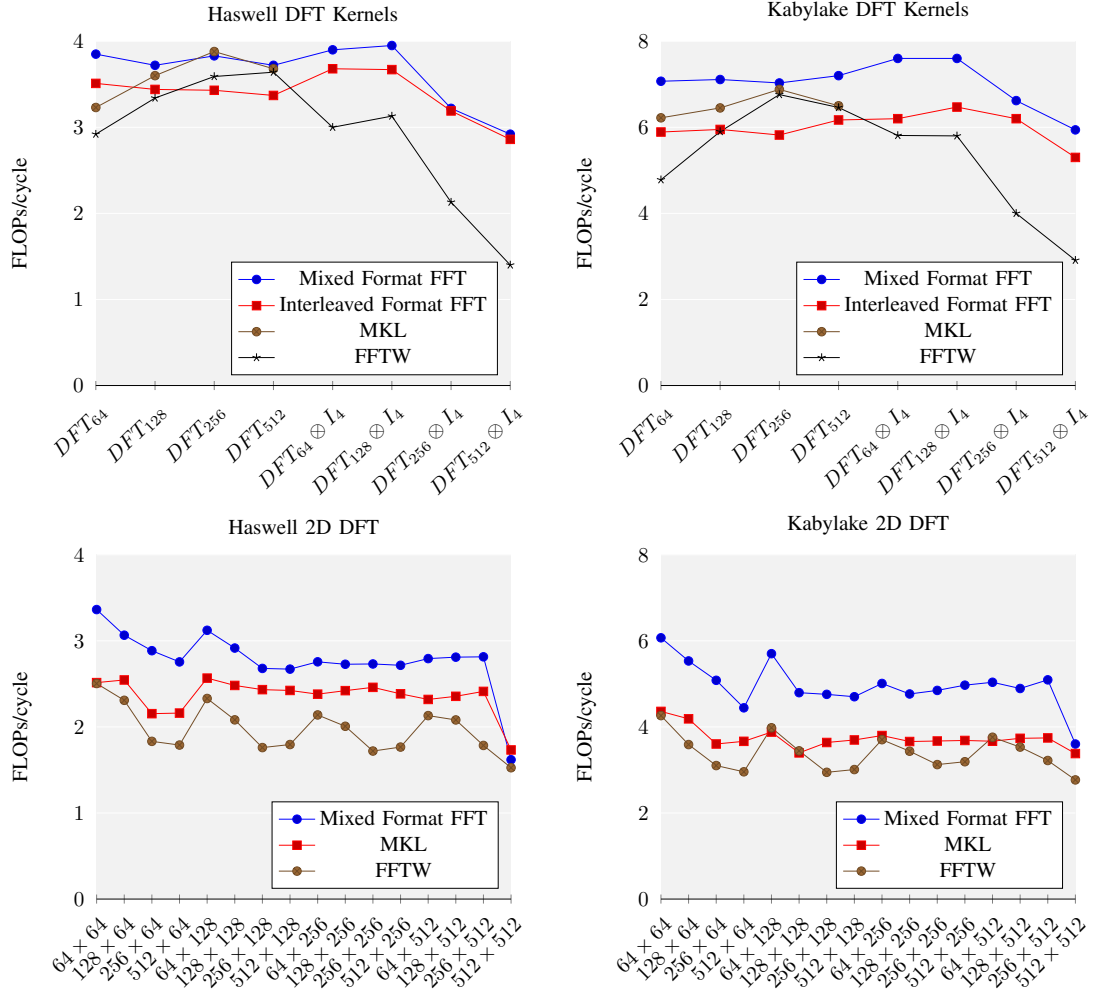 Haswell DFT Kernels
4
3
2
1
0
FLOPs/cycle
Mixed Format FFT
Interleaved Format FFT
MKL
FFTW
DFT₆₄
DFT₁₂₈
DFT₂₅₆
DFT₅₁₂
DFT₆₄ ⊗ I₄
DFT₁₂₈ ⊗ I₄
DFT₂₅₆ ⊗ I₄
DFT₅₁₂ ⊗ I₄
Kabylake DFT Kernels
8
6
4
2
0
FLOPs/cycle
Mixed Format FFT
Interleaved Format FFT
MKL
FFTW
DFT₆₄
DFT₁₂₈
DFT₂₅₆
DFT₅₁₂
DFT₆₄ ⊗ I₄
DFT₁₂₈ ⊗ I₄
DFT₂₅₆ ⊗ I₄
DFT₅₁₂ ⊗ I₄
Haswell 2D DFT
4
3
2
1
0
FLOPs/cycle
Mixed Format FFT
MKL
FFTW
64 × 64
128 × 64
256 × 64
512 × 64
64 × 128
128 × 128
256 × 128
512 × 128
64 × 256
128 × 256
256 × 256
512 × 256
64 × 512
128 × 512
256 × 512
512 × 512
Kabylake 2D DFT
8
6
4
2
0
FLOPs/cycle
Mixed Format FFT
MKL
FFTW
64 × 64
128 × 64
256 × 64
512 × 64
64 × 128
128 × 128
256 × 128
512 × 128
64 × 256
128 × 256
256 × 256
512 × 256
64 × 512
128 × 512
256 × 512
512 × 512